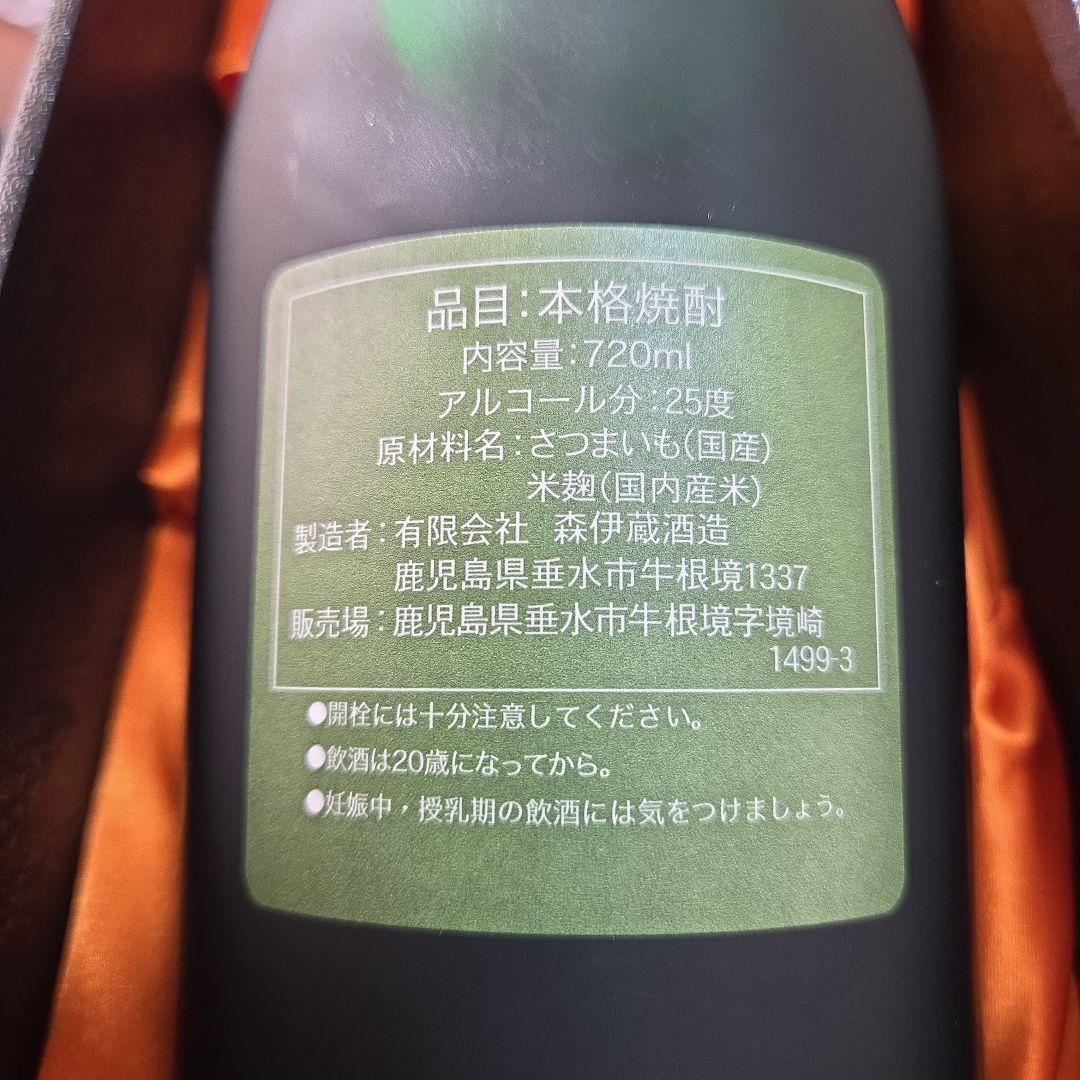 品目:本格焼酎
内容量:720ml
アルコール分:25度
原材料名:さつまいも(国産)
米麹(国内産米)
製造者:有限会社 森伊蔵酒造
鹿児島県垂水市牛根境1337
販売場:鹿児島県垂水市牛根境字境崎
1499-3
●開栓には十分注意してください。
●飲酒は20歳になってから。
●妊娠中・授乳期の飲酒には気をつけましょう。